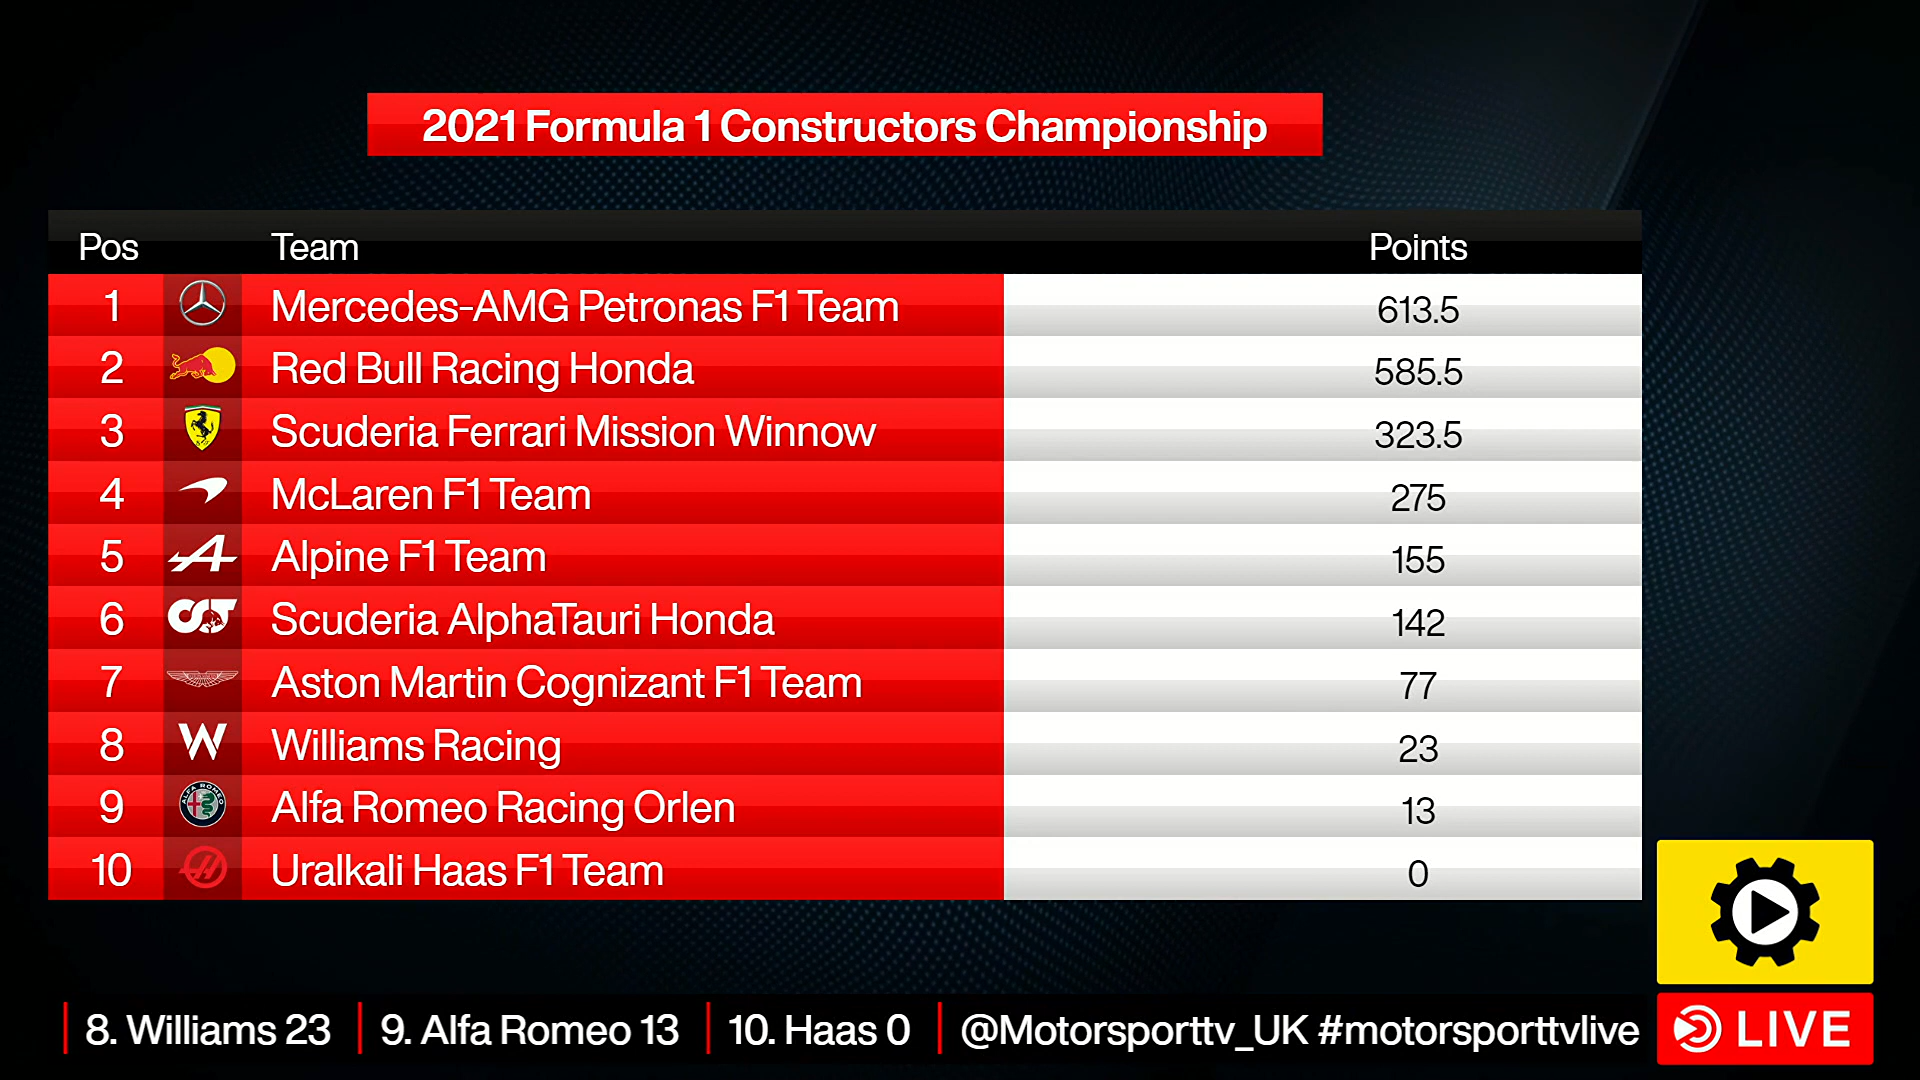 2021 Formula 1 Constructors Championship
Pos Team Points
1 Mercedes-AMG Petronas F1 Team 613.5
2 Red Bull Racing Honda 585.5
3 Scuderia Ferrari Mission Winnow 323.5
4 McLaren F1 Team 275
5 Alpine F1 Team 155
6 Scuderia AlphaTauri Honda 142
7 Aston Martin Cognizant F1 Team 77
8 Williams Racing 23
9 Alfa Romeo Racing Orlen 13
10 Uralkali Haas F1 Team 0
8. Williams 23 9. Alfa Romeo 13 10. Haas 0 @Motorsporttv_UK #motorsporttvlive LIVE